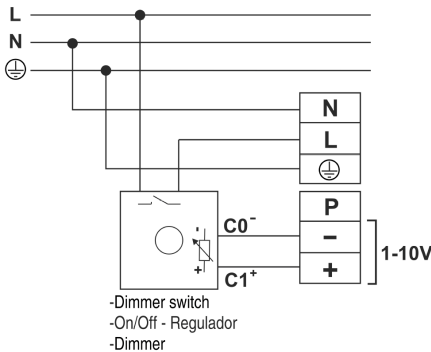 L
N
N
L
P
C0⁻
-
-
1-10V
+
C1⁺
+
-Dimmer switch
-On/Off - Regulador
-Dimmer